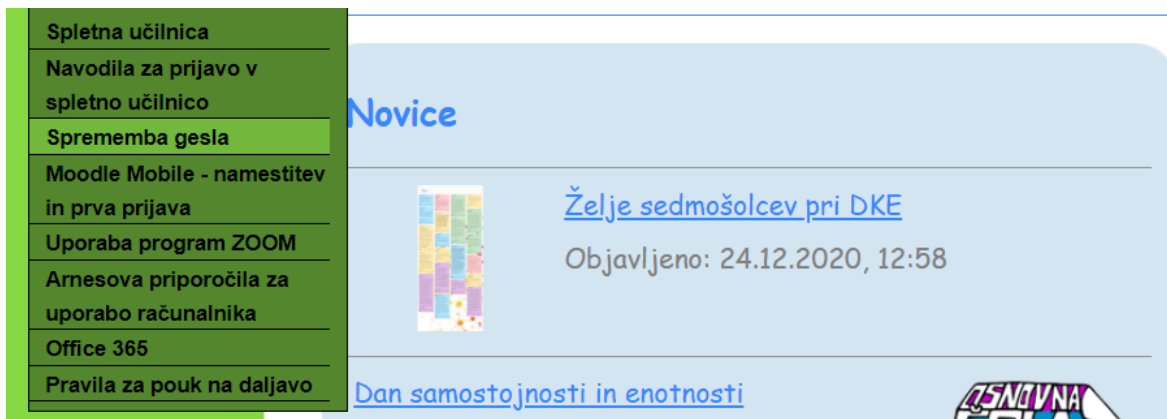 Spletna učilnica
Navodila za prijavo v
spletno učilnico
Sprememba gesla
Moodle Mobile - namestitev
in prva prijava
Uporaba program ZOOM
Arnesova priporočila za
uporabo računalnika
Office 365
Pravila za pouk na daljavo
Novice
Želje sedmošolcev pri DKE
Objavljeno: 24.12.2020, 12:58
Dan samostojnosti in enotnosti
OSNOVNA